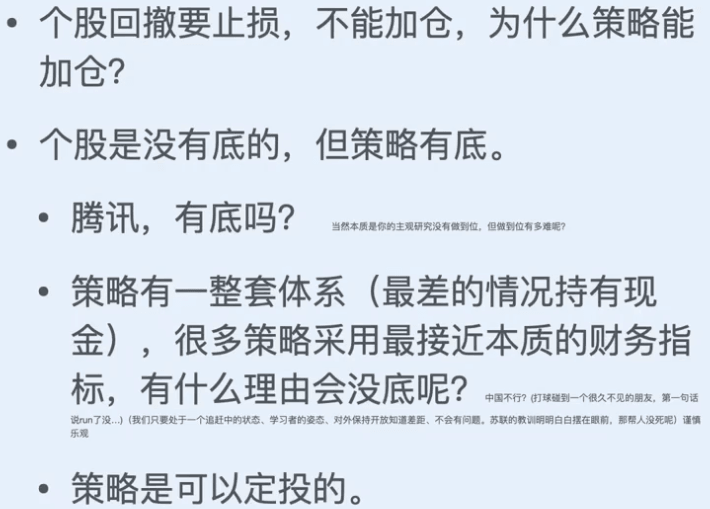 • 个股回撤要止损，不能加仓，为什么策略能
加仓？
• 个股是没有底的，但策略有底。
• 腾讯，有底吗？ 当然本质是你的主观研究没有做到位，但做到位有多难呢？
• 策略有一整套体系（最差的情况持有现
金），很多策略采用最接近本质的财务指
标，有什么理由会没底呢？ 中国不行？(打球碰到一个很久不见的朋友，第一句话
说run了没...)（我们只要处于一个追赶中的状态、学习者的姿态、对外保持开放知道差距、不会有问题。苏联的教训明明白白摆在眼前，那帮人没死呢）谨慎
乐观
• 策略是可以定投的。